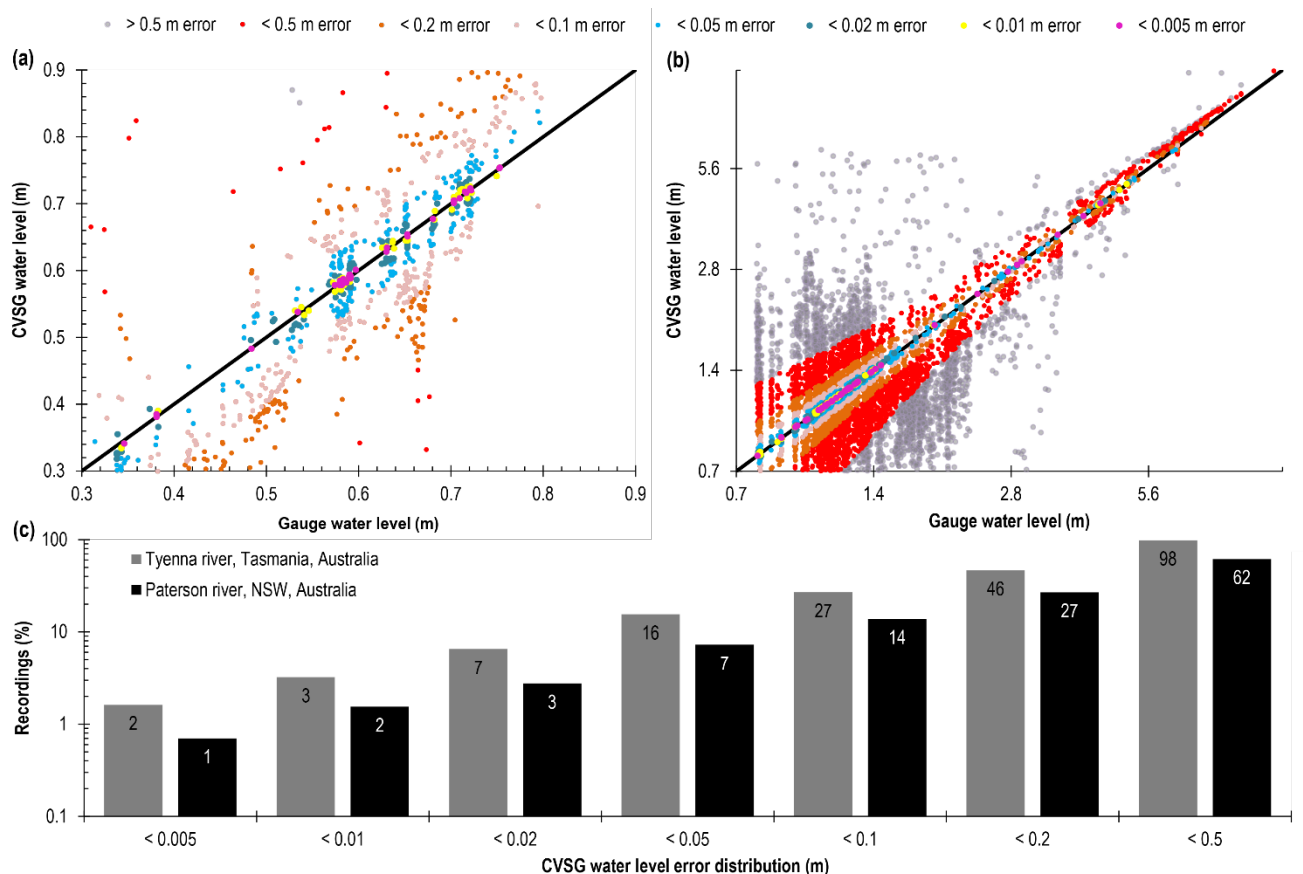 > 0.5 m error < 0.5 m error < 0.2 m error < 0.1 m error < 0.05 m error < 0.02 m error < 0.01 m error < 0.005 m error
(a)
0.9
0.8
0.7
0.6
0.5
0.4
0.3
CVSG water level (m)
0.3 0.4 0.5 0.6 0.7 0.8 0.9
Gauge water level (m)
(b)
5.6
2.8
1.4
0.7
CVSG water level (m)
0.7 1.4 2.8 5.6
Gauge water level (m)
(c)
100
10
1
0.1
Recordings (%)
Tyenna river, Tasmania, Australia
Paterson river, NSW, Australia
2 1 3 2 7 3 16 7 27 14 46 27 98 62
< 0.005 < 0.01 < 0.02 < 0.05 < 0.1 < 0.2 < 0.5
CVSG water level error distribution (m)